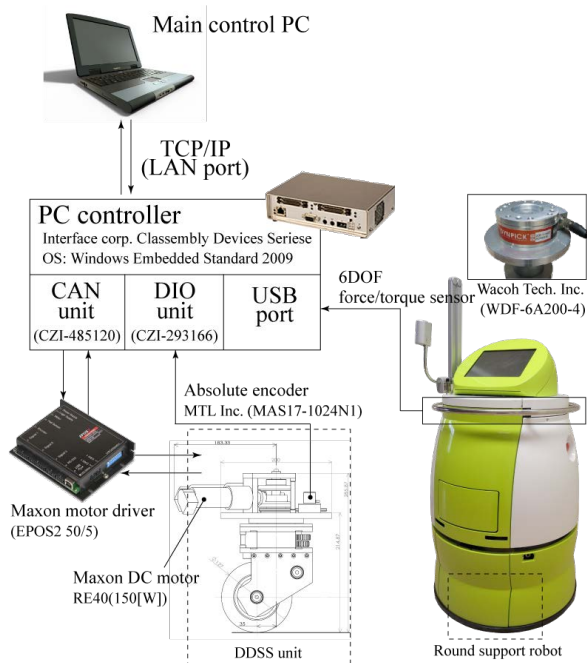 Main control PC
TCP/IP
(LAN port)
PC controller
Interface corp. Classembly Devices Seriese
OS: Windows Embedded Standard 2009
CAN
unit
(CZI-485120)
DIO
unit
(CZI-293166)
USB
port
6DOF
force/torque sensor
Wacoh Tech. Inc.
(WDF-6A200-4)
Absolute encoder
MTL Inc. (MAS17-1024N1)
Maxon motor driver
(EPOS2 50/5)
Maxon DC motor
RE40(150[W])
35
DDSS unit
Round support robot